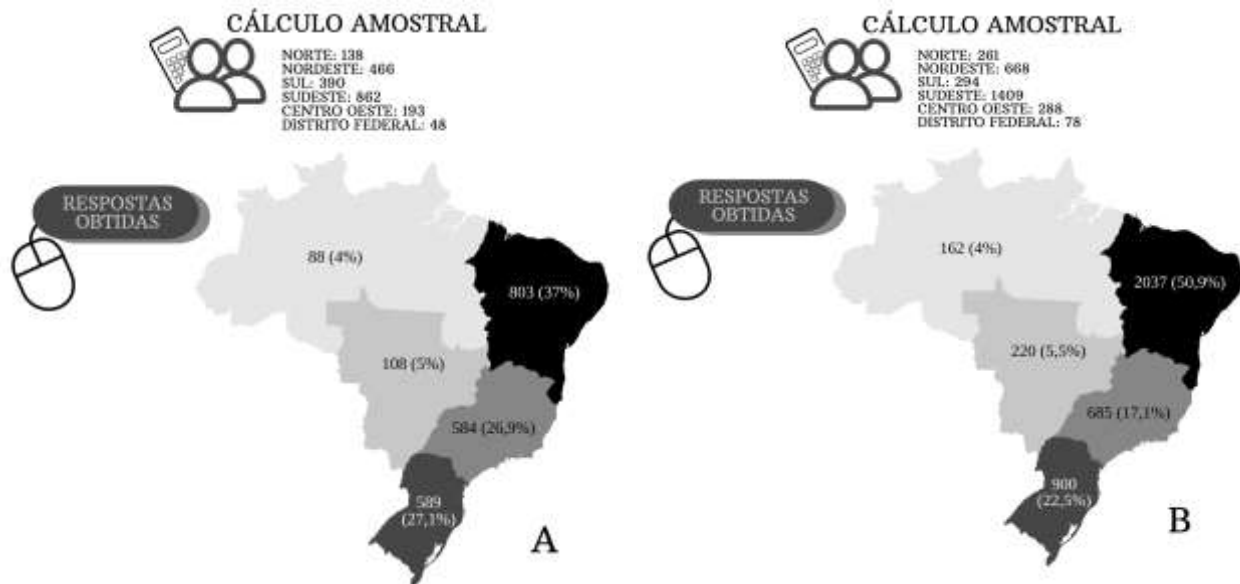 CÁLCULO AMOSTRAL
NORTE: 138
NORDESTE: 466
SUL: 390
SUDESTE: 862
CENTRO OESTE: 193
DISTRITO FEDERAL: 48
RESPOSTAS
OBTIDAS
88 (4%)
803 (37%)
108 (5%)
584 (26,9%)
589
(27,1%)
A
CÁLCULO AMOSTRAL
NORTE: 261
NORDESTE: 668
SUL: 294
SUDESTE: 1409
CENTRO OESTE: 288
DISTRITO FEDERAL: 78
RESPOSTAS
OBTIDAS
162 (4%)
2037 (50,9%)
220 (5,5%)
685 (17,1%)
900
(22,5%)
B